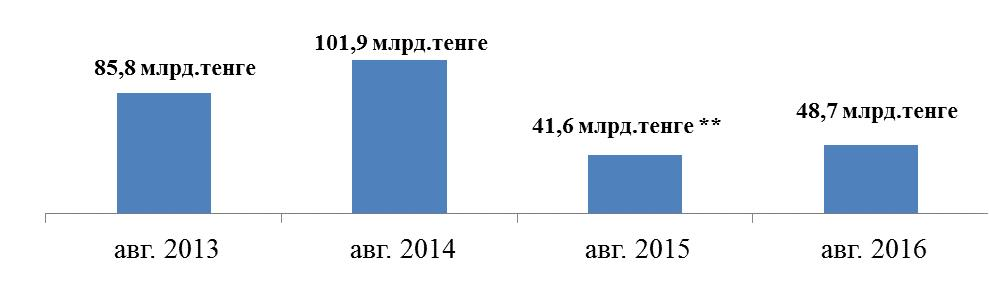 101,9 млрд.тенге
85,8 млрд.тенге
48,7 млрд.тенге
41,6 млрд.тенге **
авг. 2013
авг. 2014
авг. 2015
авг. 2016